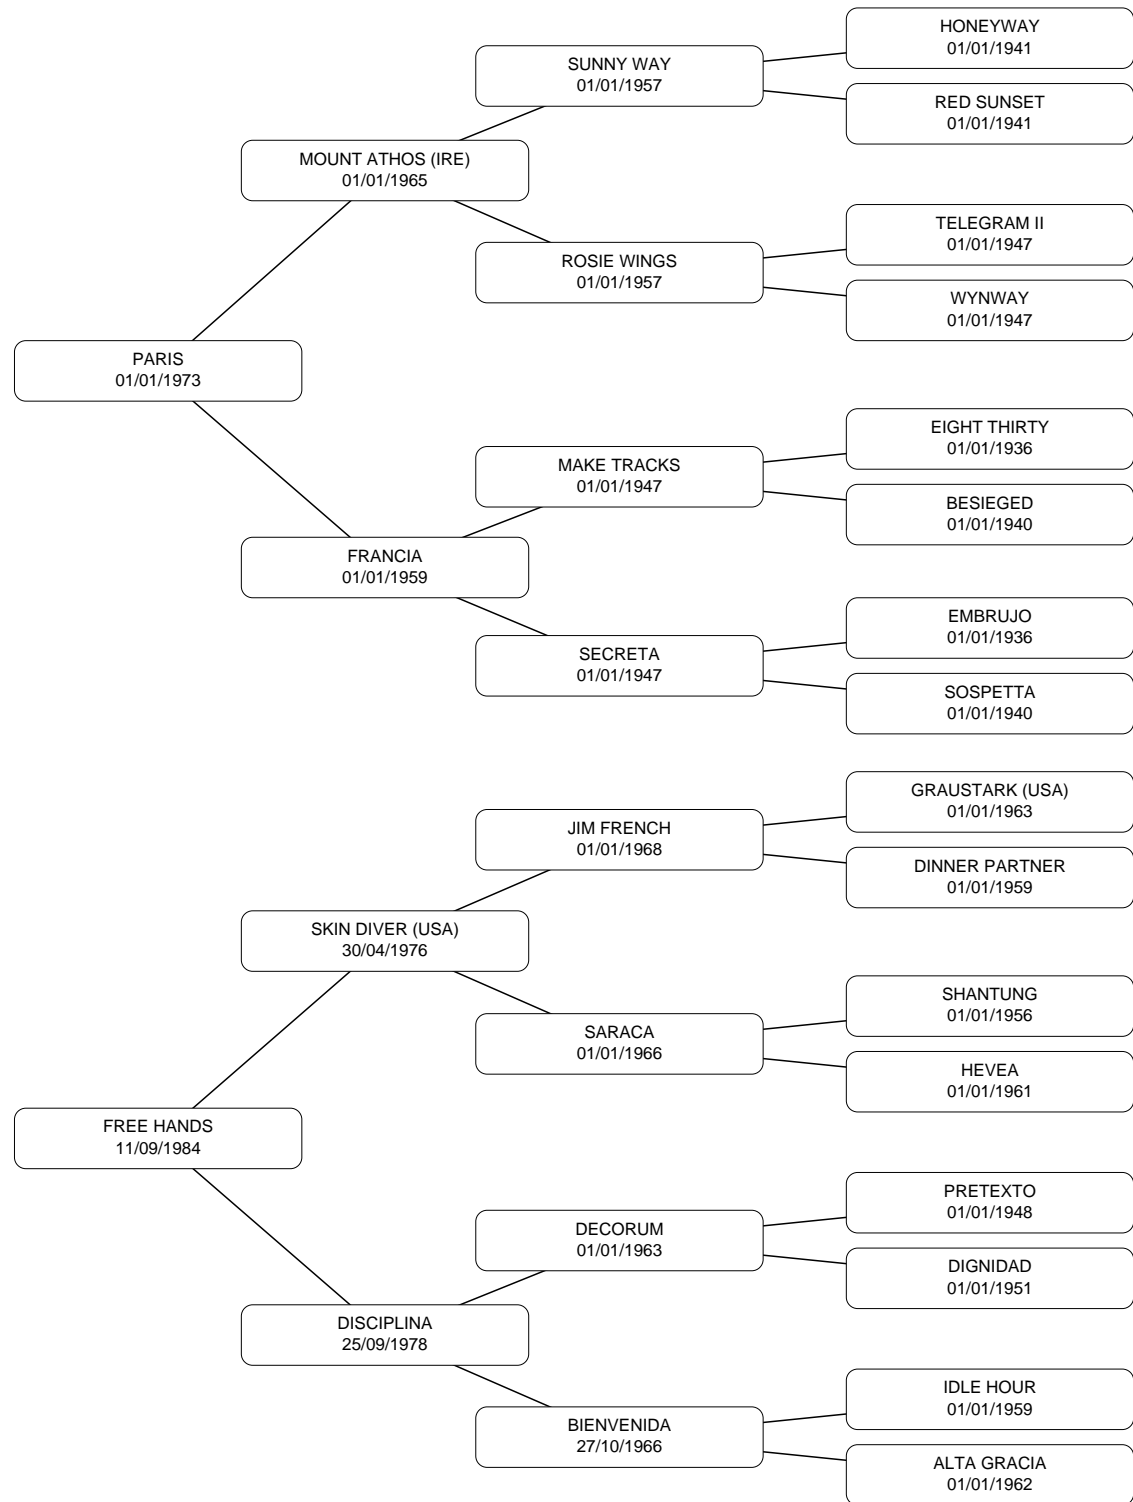 HONEYWAY
01/01/1941
SUNNY WAY
01/01/1957
RED SUNSET
01/01/1941
MOUNT ATHOS (IRE)
01/01/1965
TELEGRAM II
01/01/1947
ROSIE WINGS
01/01/1957
WYNWAY
01/01/1947
PARIS
01/01/1973
EIGHT THIRTY
01/01/1936
MAKE TRACKS
01/01/1947
BESIEGED
01/01/1940
FRANCIA
01/01/1959
EMBRUJO
01/01/1936
SECRETA
01/01/1947
SOSPETTA
01/01/1940
GRAUSTARK (USA)
01/01/1963
JIM FRENCH
01/01/1968
DINNER PARTNER
01/01/1959
SKIN DIVER (USA)
30/04/1976
SHANTUNG
01/01/1956
SARACA
01/01/1966
HEVEA
01/01/1961
FREE HANDS
11/09/1984
PRETEXTO
01/01/1948
DECORUM
01/01/1963
DIGNIDAD
01/01/1951
DISCIPLINA
25/09/1978
IDLE HOUR
01/01/1959
BIENVENIDA
27/10/1966
ALTA GRACIA
01/01/1962